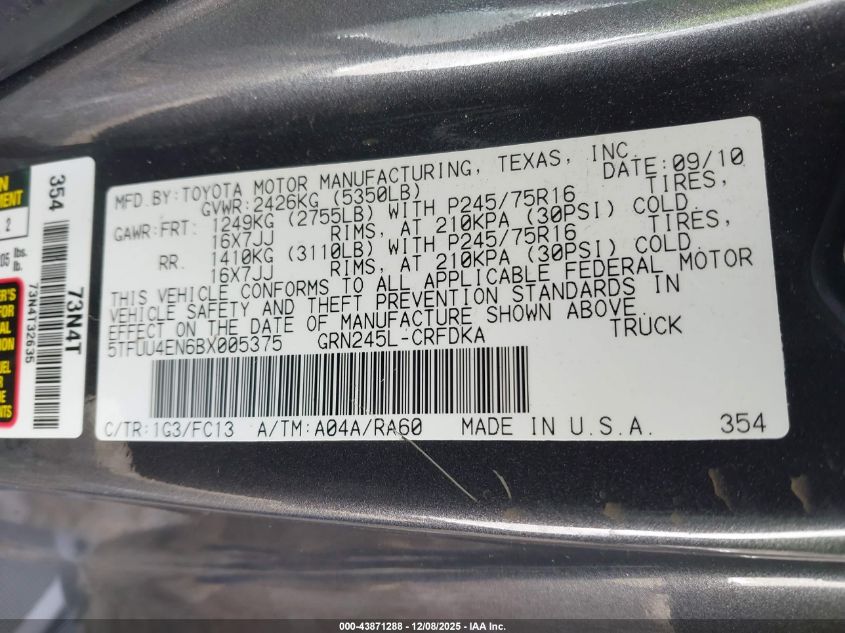 MFD.BY:TOYOTA MOTOR MANUFACTURING, TEXAS, INC. DATE:09/10
GVWR:2426KG (5350LB)
GAWR:FRT. 1249KG (2755LB) WITH P245/75R16 TIRES,
16X7JJ RIMS, AT 210KPA (30PSI) COLD.
RR. 1410KG (3110LB) WITH P245/75R16 TIRES,
16X7JJ RIMS, AT 210KPA (30PSI) COLD.
THIS VEHICLE CONFORMS TO ALL APPLICABLE FEDERAL MOTOR
VEHICLE SAFETY AND THEFT PREVENTION STANDARDS IN
EFFECT ON THE DATE OF MANUFACTURE SHOWN ABOVE.
5TFUU4EN6BX005375 GRN245L-CRFDKA TRUCK
C/TR:1G3/FC13 A/TM:A04A/RA60 MADE IN U.S.A. 354
354
73N4T
73N4T32635
2
05 lbs.
lb.
000-43871288 - 12/08/2025 - IAA Inc.